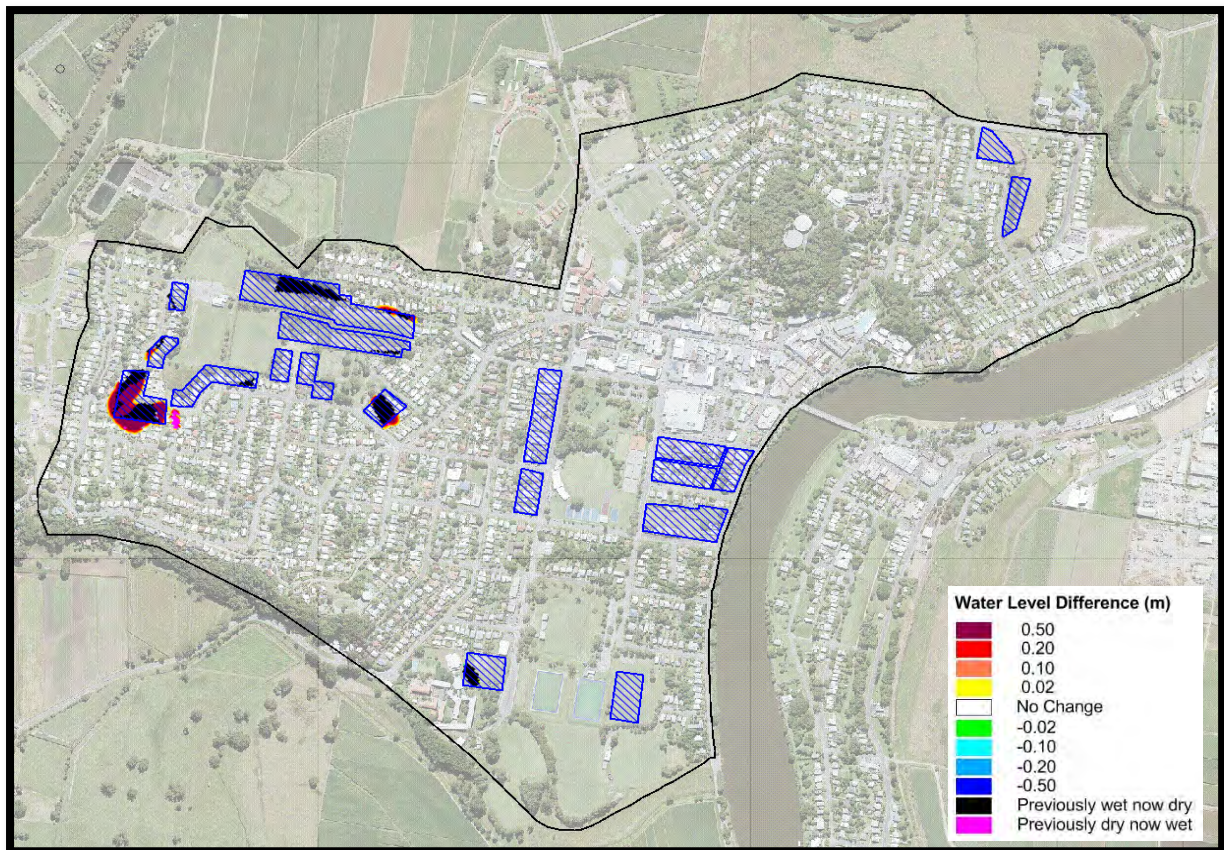 Water Level Difference (m)
0.50
0.20
0.10
0.02
No Change
-0.02
-0.10
-0.20
-0.50
Previously wet now dry
Previously dry now wet